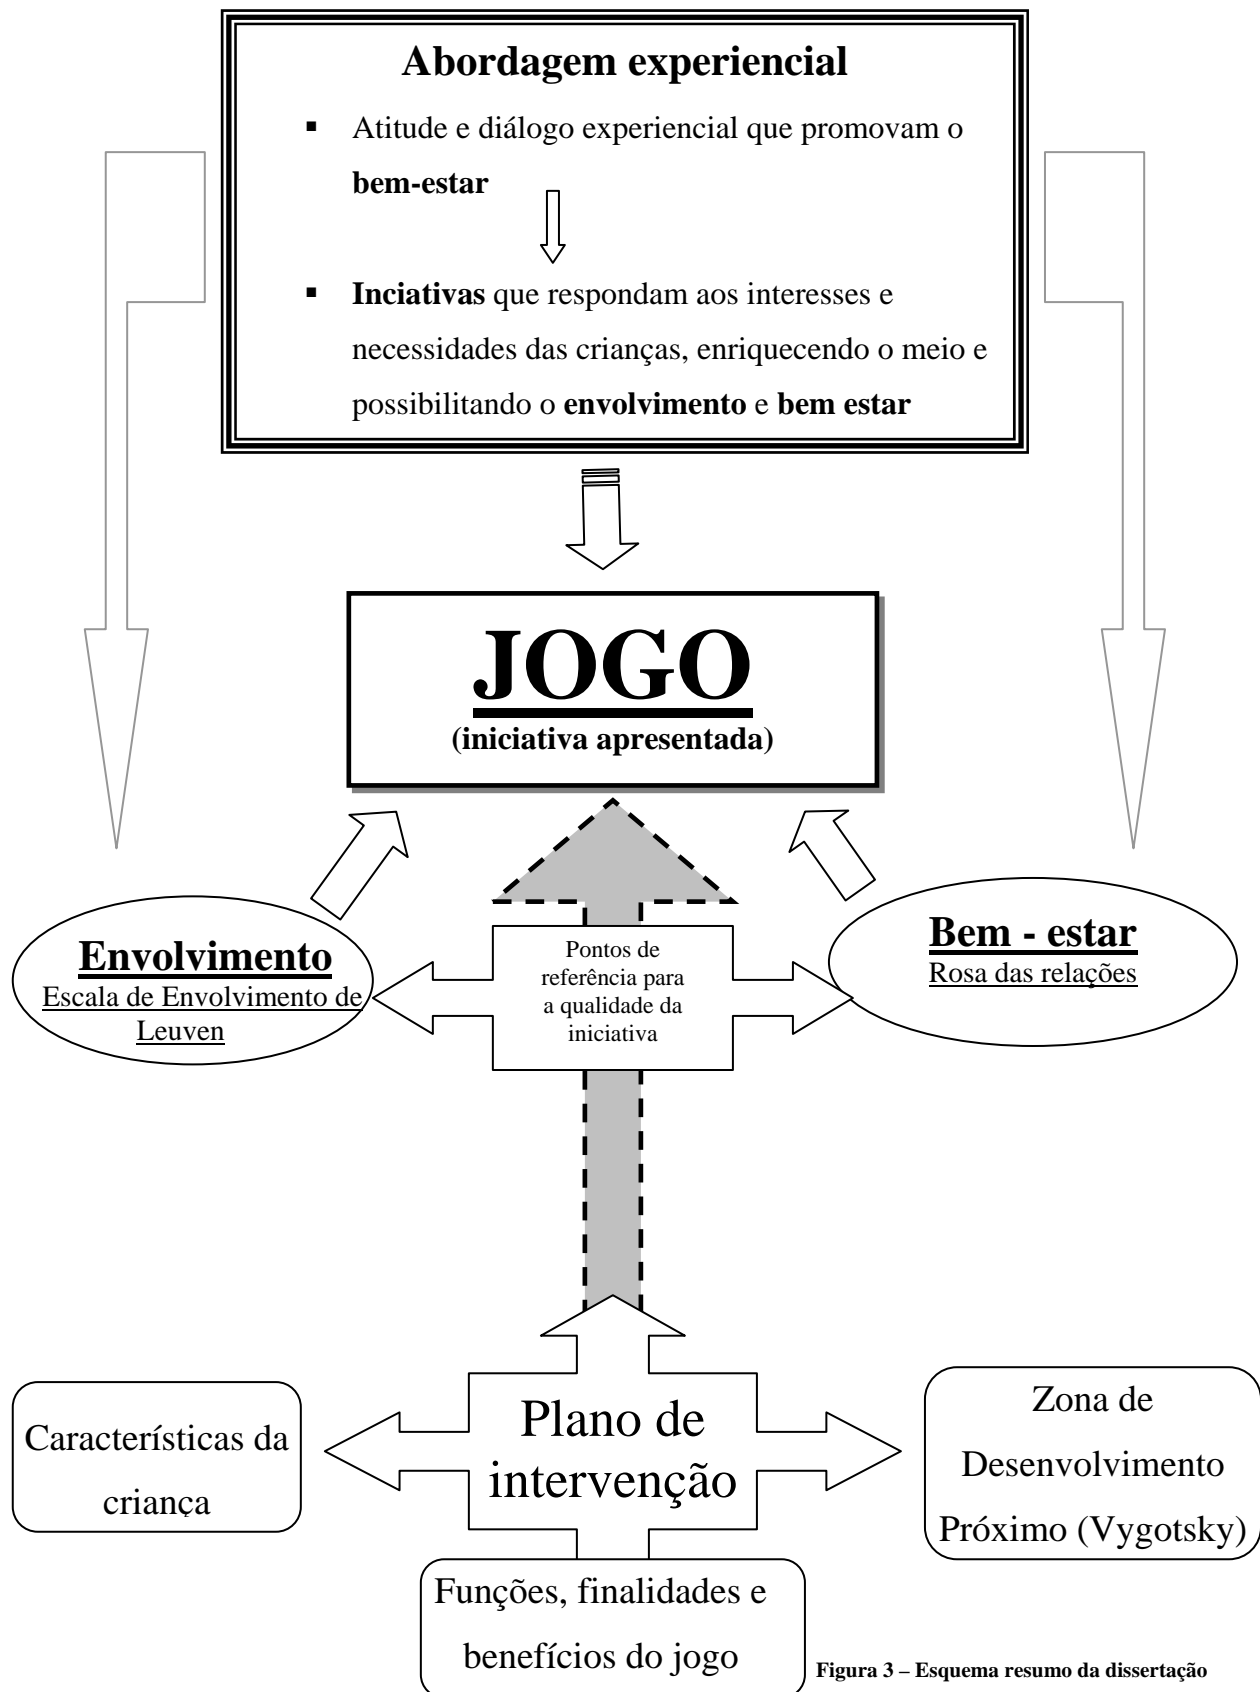 Abordagem experiencial
▪ Atitude e diálogo experiencial que promovam o
bem-estar
▪ Inciativas que respondam aos interesses e
necessidades das crianças, enriquecendo o meio e
possibilitando o envolvimento e bem estar
JOGO
(iniciativa apresentada)
Envolvimento
Escala de Envolvimento de
Leuven
Pontos de
referência para
a qualidade da
iniciativa
Bem - estar
Rosa das relações
Características da
criança
Plano de
intervenção
Zona de
Desenvolvimento
Próximo (Vygotsky)
Funções, finalidades e
benefícios do jogo
Figura 3 – Esquema resumo da dissertação